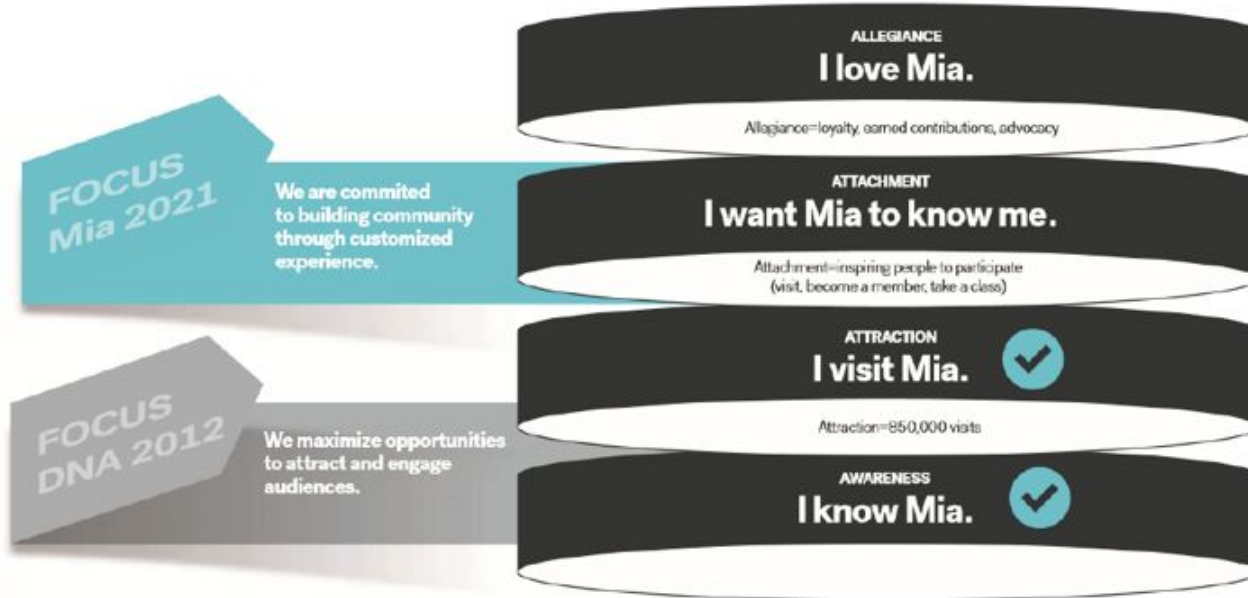 ALLEGIANCE
I love Mia.
Allegiance=loyalty, earned contributions, advocacy
FOCUS
Mia 2021
We are commited
to building community
through customized
experience.
ATTACHMENT
I want Mia to know me.
Attachment=inspiring people to participate
(visit, become a member, take a class)
ATTRACTION
I visit Mia.
Attraction=850,000 visits
FOCUS
DNA 2012
We maximize opportunities
to attract and engage
audiences.
AWARENESS
I know Mia.